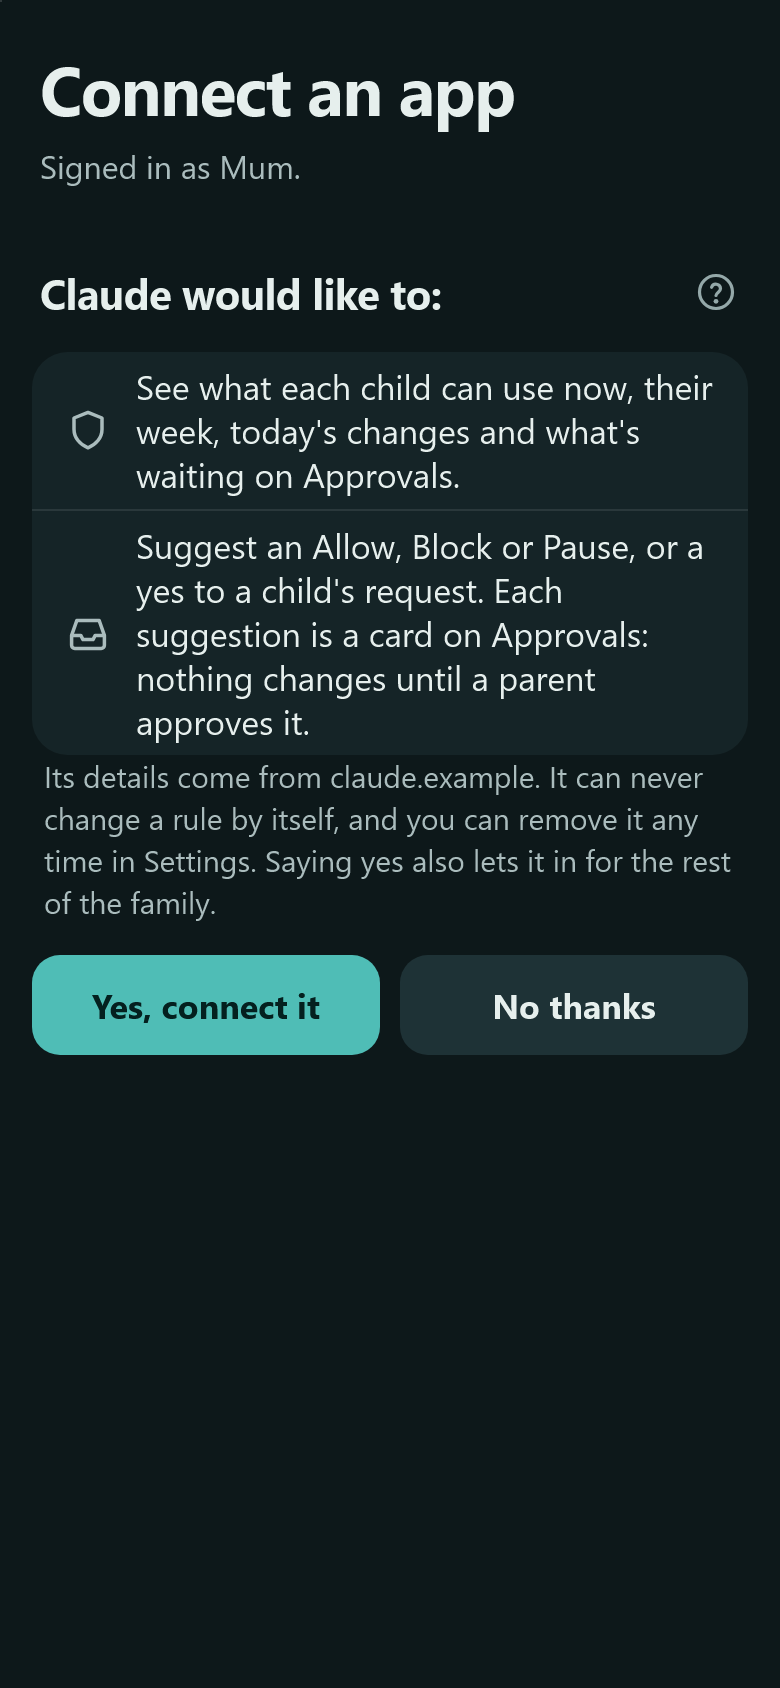 Connect an app
Signed in as Mum.
Claude would like to:
See what each child can use now, their
week, today's changes and what's
waiting on Approvals.
Suggest an Allow, Block or Pause, or a
yes to a child's request. Each
suggestion is a card on Approvals:
nothing changes until a parent
approves it.
Its details come from claude.example. It can never
change a rule by itself, and you can remove it any
time in Settings. Saying yes also lets it in for the rest
of the family.
Yes, connect it
No thanks